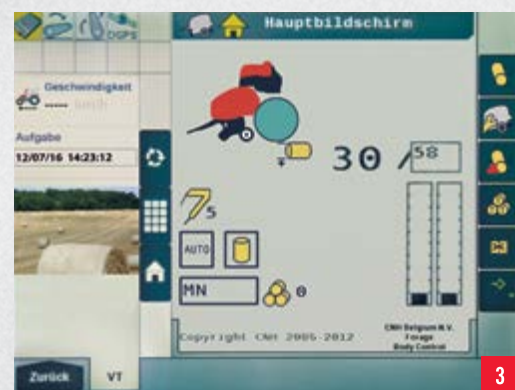 DGPS
Hauptbildschirm
Geschwindigkeit
----- km/h
Aufgabe
12/07/16 14:23:12
30 / 58
5
AUTO
MN
0
Copyright CNH 2005-2012
CNH Belgium N.V.
Forage
Body Control
Zurück
VT
3